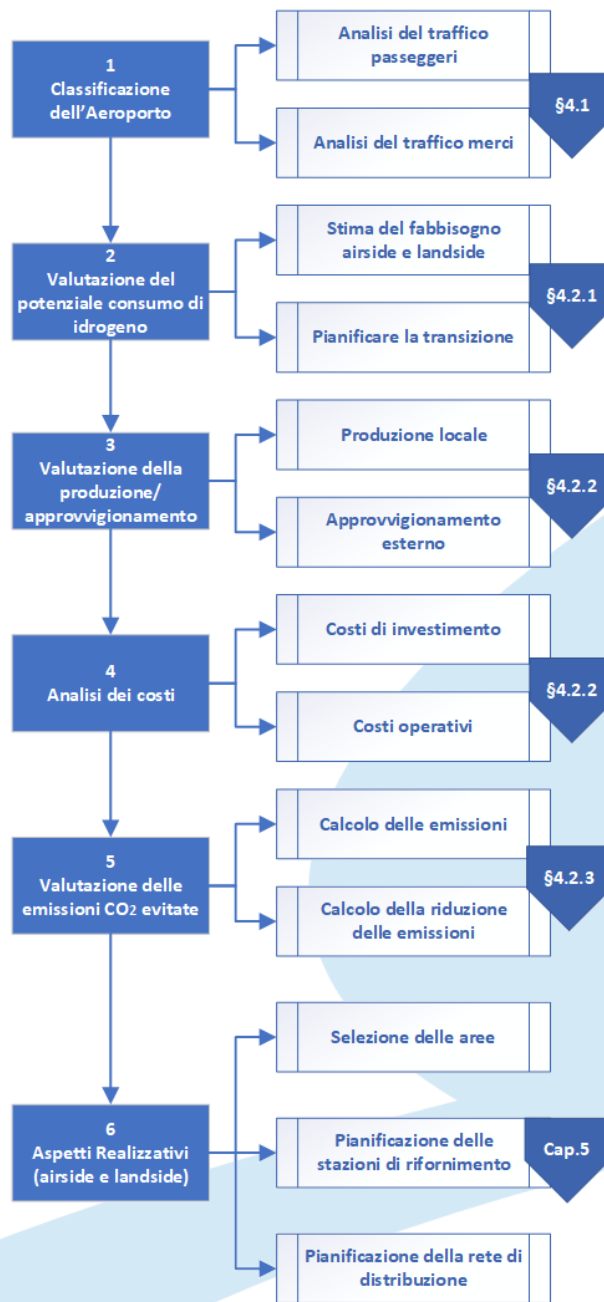 1
Classificazione
dell'Aeroporto
Analisi del traffico
passeggeri
Analisi del traffico merci
§4.1
2
Valutazione del
potenziale consumo di
idrogeno
Stima del fabbisogno
airside e landside
Pianificare la transizione
§4.2.1
3
Valutazione della
produzione/
approvvigionamento
Produzione locale
Approvvigionamento
esterno
§4.2.2
4
Analisi dei costi
Costi di investimento
Costi operativi
§4.2.2
5
Valutazione delle
emissioni CO2 evitate
Calcolo delle emissioni
Calcolo della riduzione
delle emissioni
§4.2.3
6
Aspetti Realizzativi
(airside e landside)
Selezione delle aree
Pianificazione delle
stazioni di rifornimento
Pianificazione della rete di
distribuzione
Cap.5